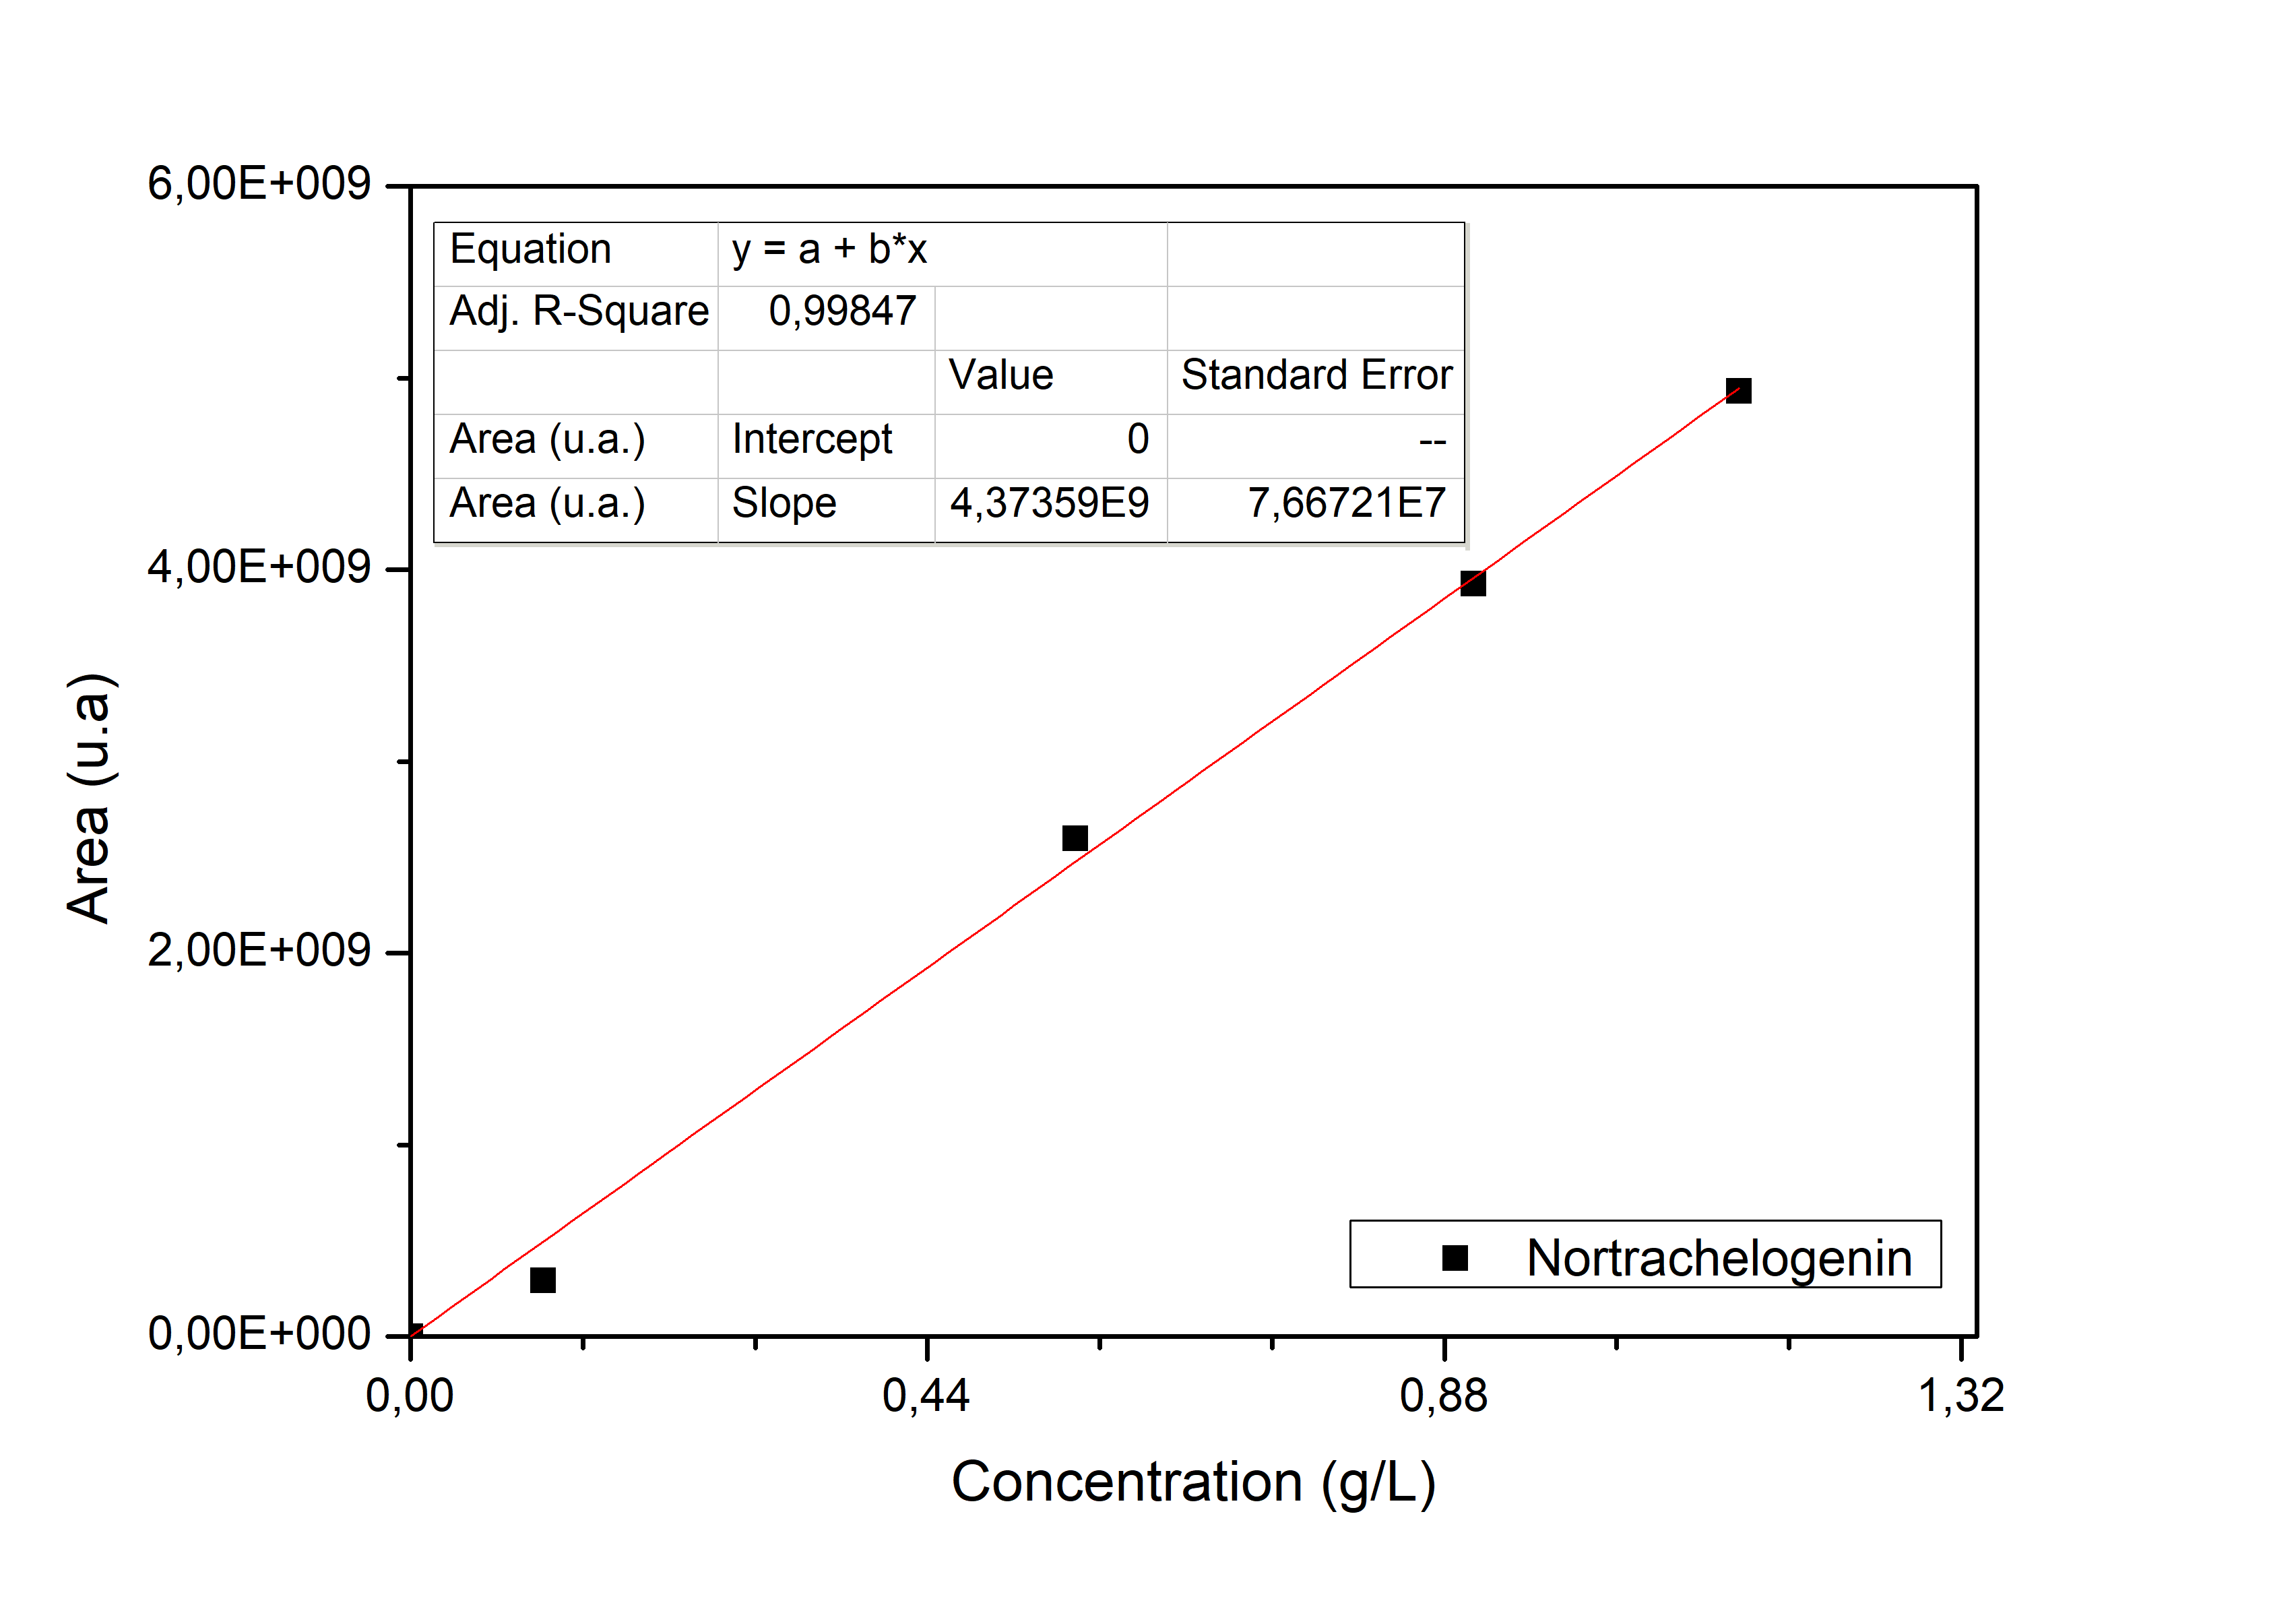 6,00E+009
4,00E+009
2,00E+009
0,00E+000
Area (u.a)
Equation y = a + b*x
Adj. R-Square 0,99847
Value Standard Error
Area (u.a.) Intercept 0 --
Area (u.a.) Slope 4,37359E9 7,66721E7
Nortrachelogenin
0,00 0,44 0,88 1,32
Concentration (g/L)